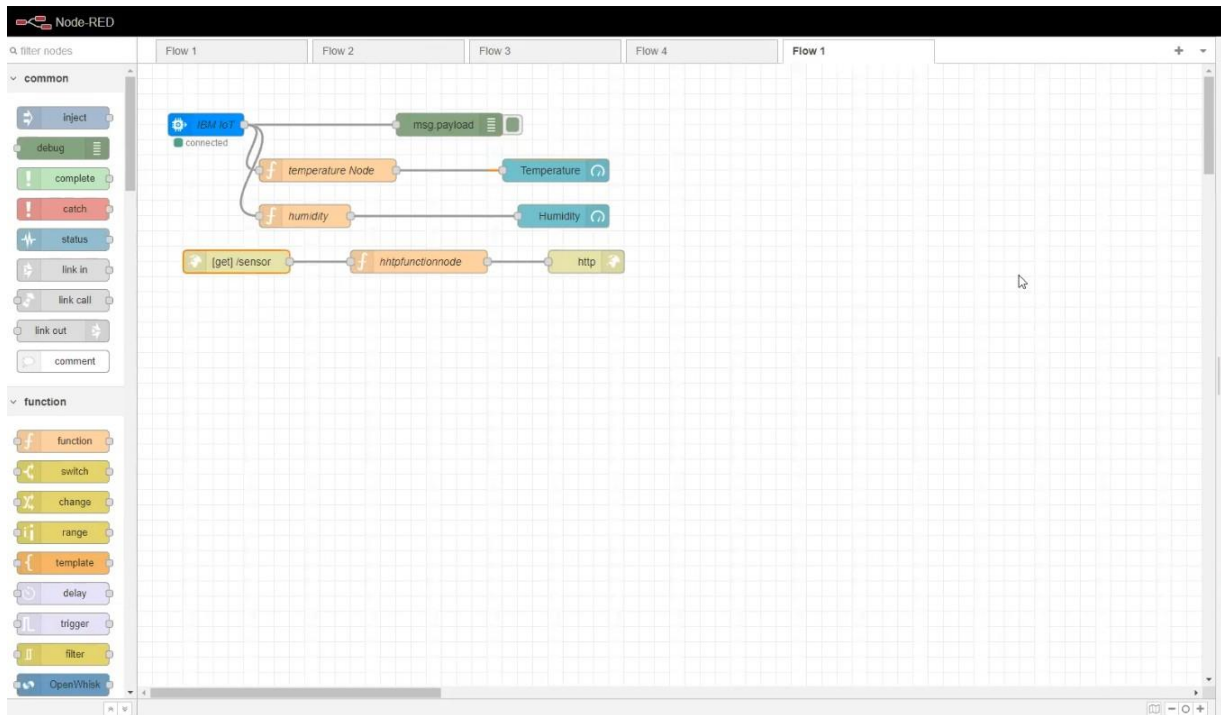 Node-RED
filter nodes
Flow 1
Flow 2
Flow 3
Flow 4
Flow 1
common
inject
debug
complete
catch
status
link in
link call
link out
comment
function
function
switch
change
range
template
delay
trigger
filter
OpenWhisk
IBM IoT
connected
msg.payload
temperature Node
Temperature
humidity
Humidity
[get] /sensor
hhtpfunctionnode
http